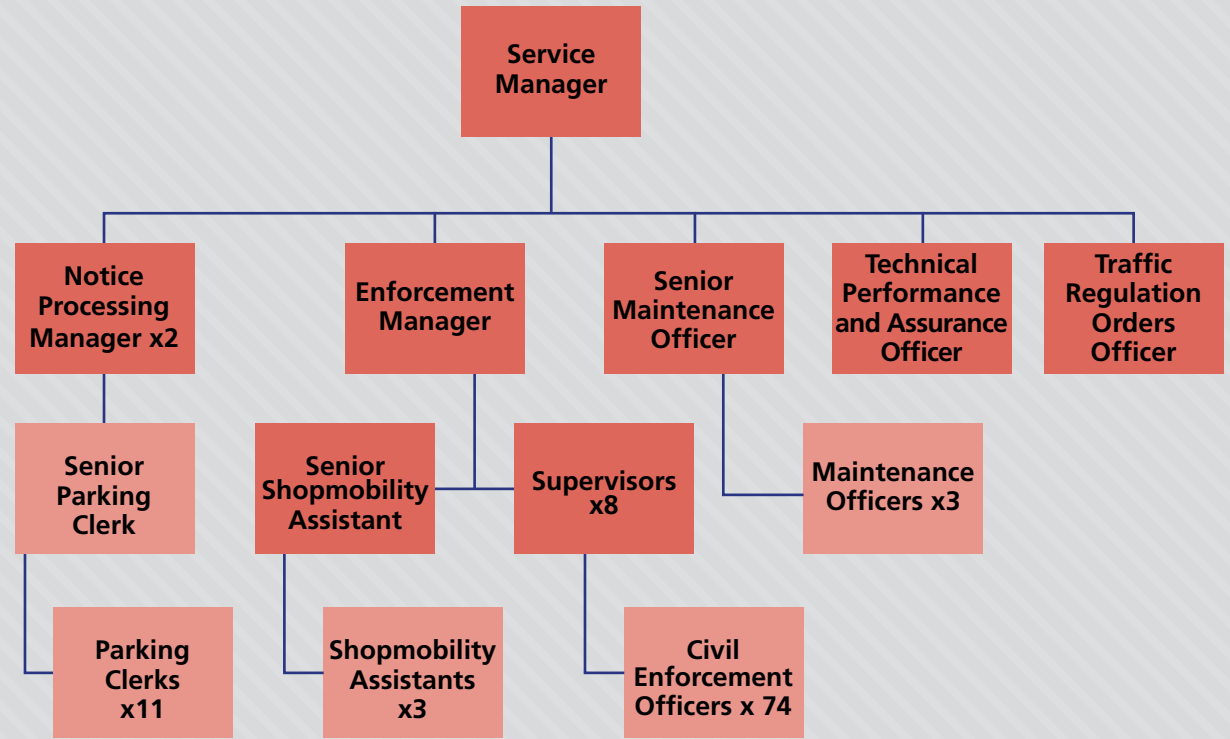 Service
Manager
Notice
Processing
Manager x2
Enforcement
Manager
Senior
Maintenance
Officer
Technical
Performance
and Assurance
Officer
Traffic
Regulation
Orders
Officer
Senior
Parking
Clerk
Senior
Shopmobility
Assistant
Supervisors
x8
Maintenance
Officers x3
Parking
Clerks
x11
Shopmobility
Assistants
x3
Civil
Enforcement
Officers x 74